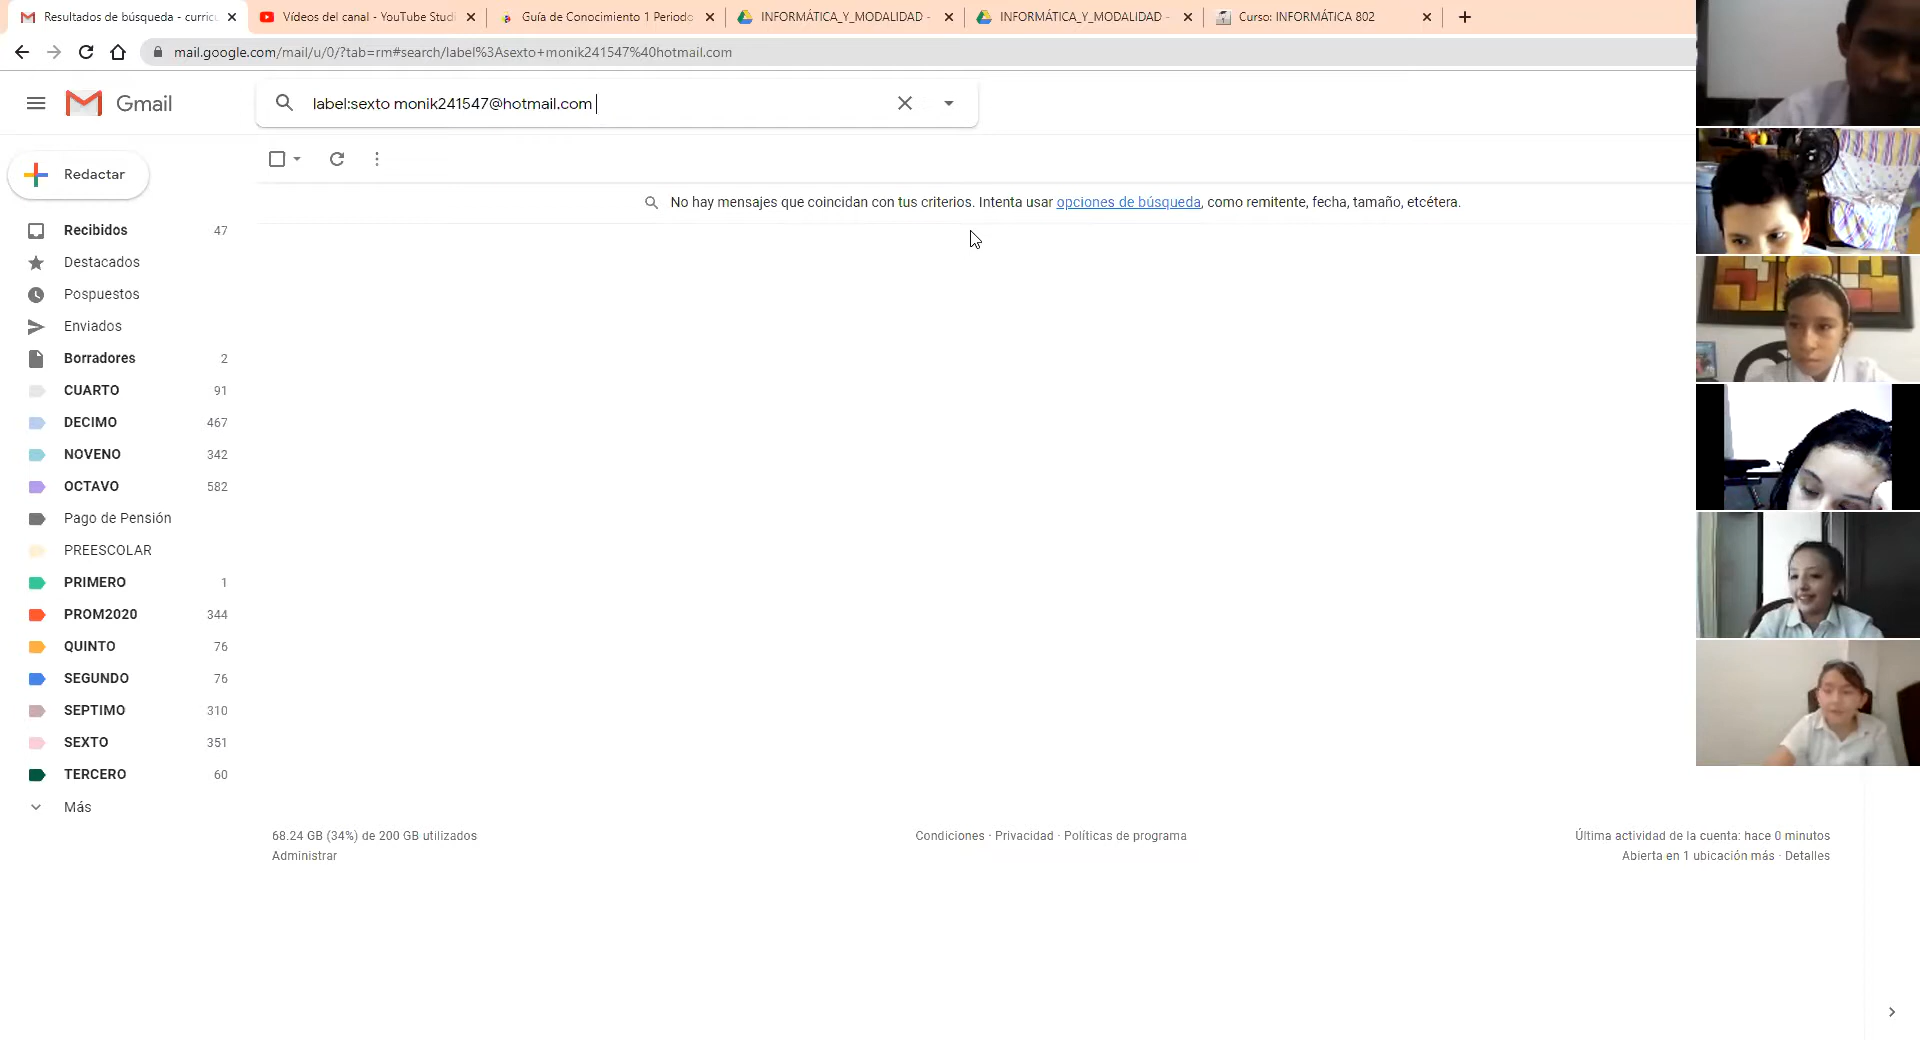 Resultados de búsqueda - curricu
Vídeos del canal - YouTube Studi
Guía de Conocimiento 1 Periodo
INFORMÁTICA_Y_MODALIDAD -
INFORMÁTICA_Y_MODALIDAD -
Curso: INFORMÁTICA 802
mail.google.com/mail/u/0/?tab=rm#search/label%3Asexto+monik241547%40hotmail.com
Gmail
label:sexto monik241547@hotmail.com
Redactar
No hay mensajes que coincidan con tus criterios. Intenta usar opciones de búsqueda, como remitente, fecha, tamaño, etcétera.
Recibidos 47
Destacados
Pospuestos
Enviados
Borradores 2
CUARTO 91
DECIMO 467
NOVENO 342
OCTAVO 582
Pago de Pensión
PREESCOLAR
PRIMERO 1
PROM2020 344
QUINTO 76
SEGUNDO 76
SEPTIMO 310
SEXTO 351
TERCERO 60
Más
68.24 GB (34%) de 200 GB utilizados
Administrar
Condiciones · Privacidad · Políticas de programa
Última actividad de la cuenta: hace 0 minutos
Abierta en 1 ubicación más · Detalles